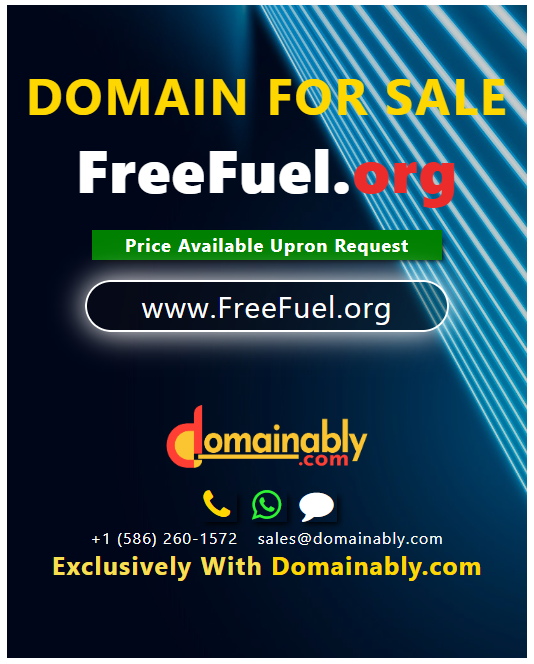 DOMAIN FOR SALE
FreeFuel.org
Price Available Upron Request
www.FreeFuel.org
domainably
.com
+1 (586) 260-1572 sales@domainably.com
Exclusively With Domainably.com